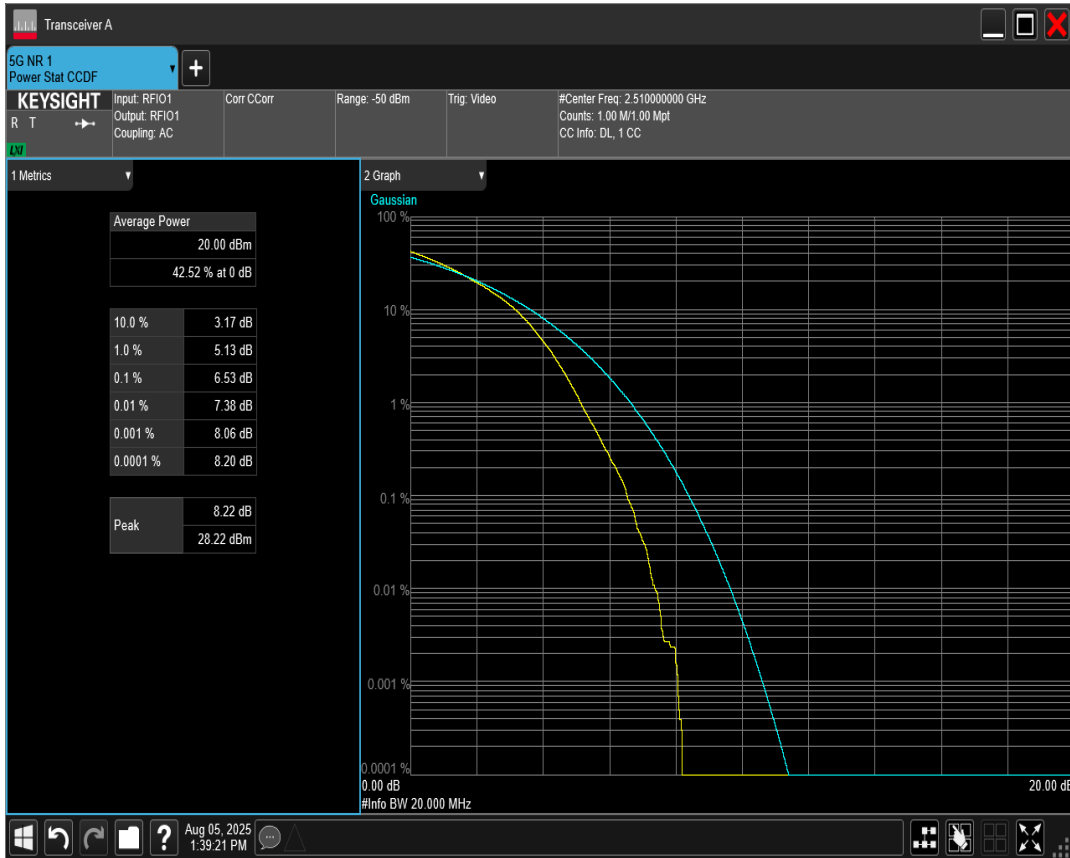 Transceiver A
5G NR 1
Power Stat CCDF
+
KEYSIGHT
R T
LXI
Input: RFIO1
Output: RFIO1
Coupling: AC
Corr CCorr
Range: -50 dBm
Trig: Video
#Center Freq: 2.510000000 GHz
Counts: 1.00 M/1.00 Mpt
CC Info: DL, 1 CC
1 Metrics
Average Power
20.00 dBm
42.52 % at 0 dB
10.0 % 3.17 dB
1.0 % 5.13 dB
0.1 % 6.53 dB
0.01 % 7.38 dB
0.001 % 8.06 dB
0.0001 % 8.20 dB
Peak
8.22 dB
28.22 dBm
2 Graph
Gaussian
100 %
10 %
1 %
0.1 %
0.01 %
0.001 %
0.0001 %
0.00 dB 20.00 dB
#Info BW 20.000 MHz
?
Aug 05, 2025
1:39:21 PM